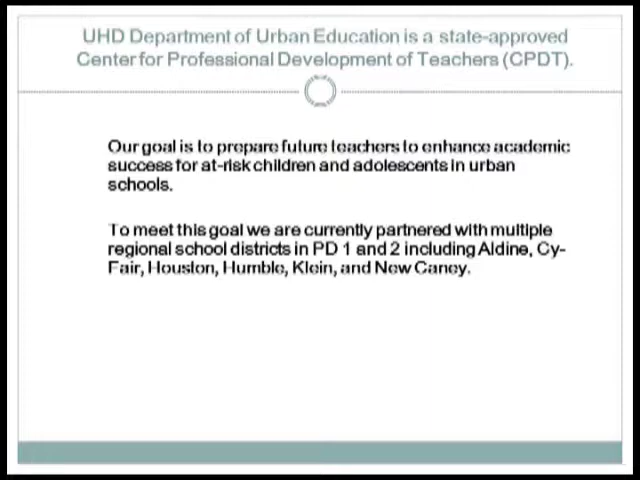 UHD Department of Urban Education is a state-approved
Center for Professional Development of Teachers (CPDT).
Our goal is to prepare future teachers to enhance academic
success for at-risk children and adolescents in urban
schools.
To meet this goal we are currently partnered with multiple
regional school districts in PD 1 and 2 including Aldine, Cy-
Fair, Houston, Humble, Klein, and New Caney.